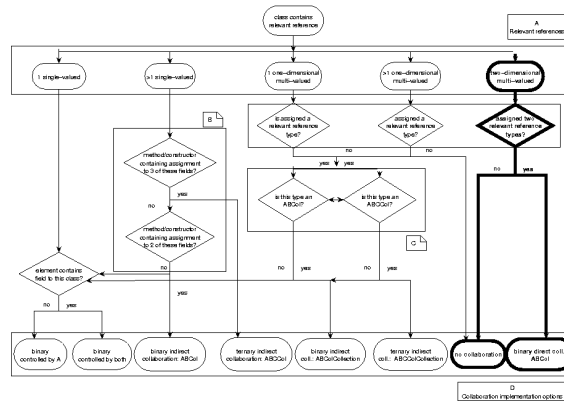 class contains
relevant reference
A
Relevant references
1 single-valued
>1 single-valued
1 one-dimensional
multi-valued
>1 one-dimensional
multi-valued
two-dimensional
multi-valued
B
is assigned a
relevant reference
type?
assigned a
relevant reference
type?
assigned two
relevant reference
types?
no
no
method/constructor
containing assignment
to 3 of these fields?
yes
yes
no
yes
yes
no
is this type an
ABCol?
is this type an
ABCCol?
method/constructor
containing assignment
to 2 of these fields?
C
no
no
no
element contains
field to this class?
yes
yes
no
yes
binary
controlled by A
binary
controlled by both
binary indirect
collaboration: ABCol
ternary indirect
collaboration: ABCCol
binary indirect
coll.: ABColCollection
ternary indirect
coll.: ABCColCollection
no collaboration
binary direct coll.
ABCol
D
Collaboration implementation options